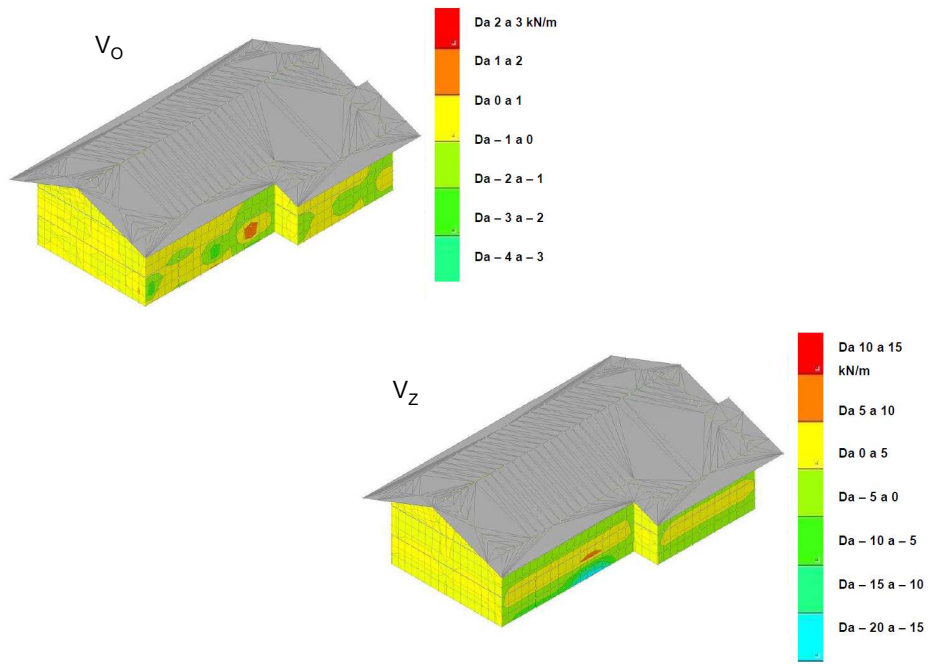 V_O
Da 2 a 3 kN/m
Da 1 a 2
Da 0 a 1
Da – 1 a 0
Da – 2 a – 1
Da – 3 a – 2
Da – 4 a – 3
V_Z
Da 10 a 15
kN/m
Da 5 a 10
Da 0 a 5
Da – 5 a 0
Da – 10 a – 5
Da – 15 a – 10
Da – 20 a – 15